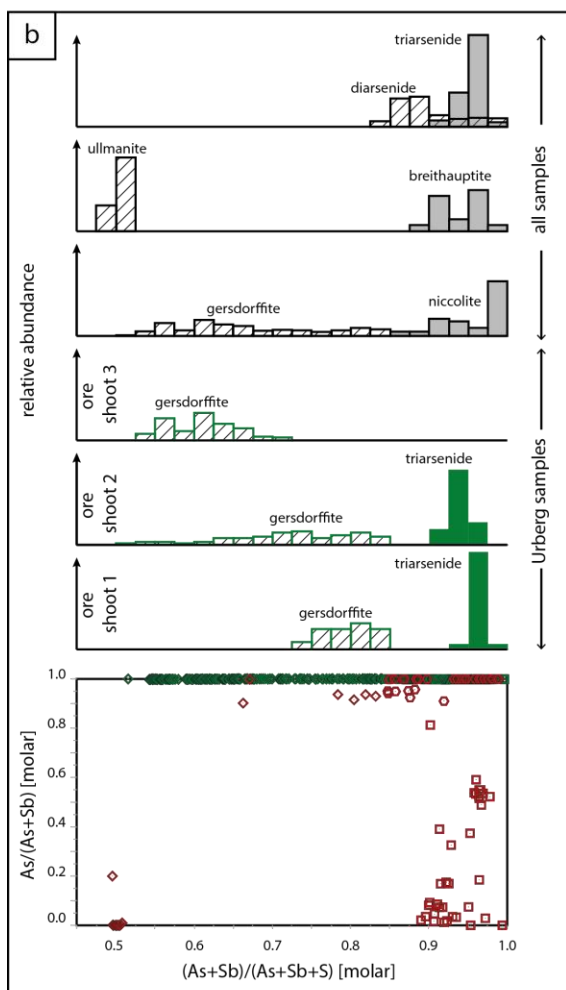 b
triarsenide
diarsenide
ullmanite
breithauptite
all samples
gersdorffite
niccolite
relative abundance
ore
shoot 3
gersdorffite
triarsenide
ore
shoot 2
gersdorffite
Urberg samples
triarsenide
ore
shoot 1
gersdorffite
1.0
0.8
0.6
0.4
0.2
0.0
As/(As+Sb) [molar]
0.5 0.6 0.7 0.8 0.9 1.0
(As+Sb)/(As+Sb+S) [molar]